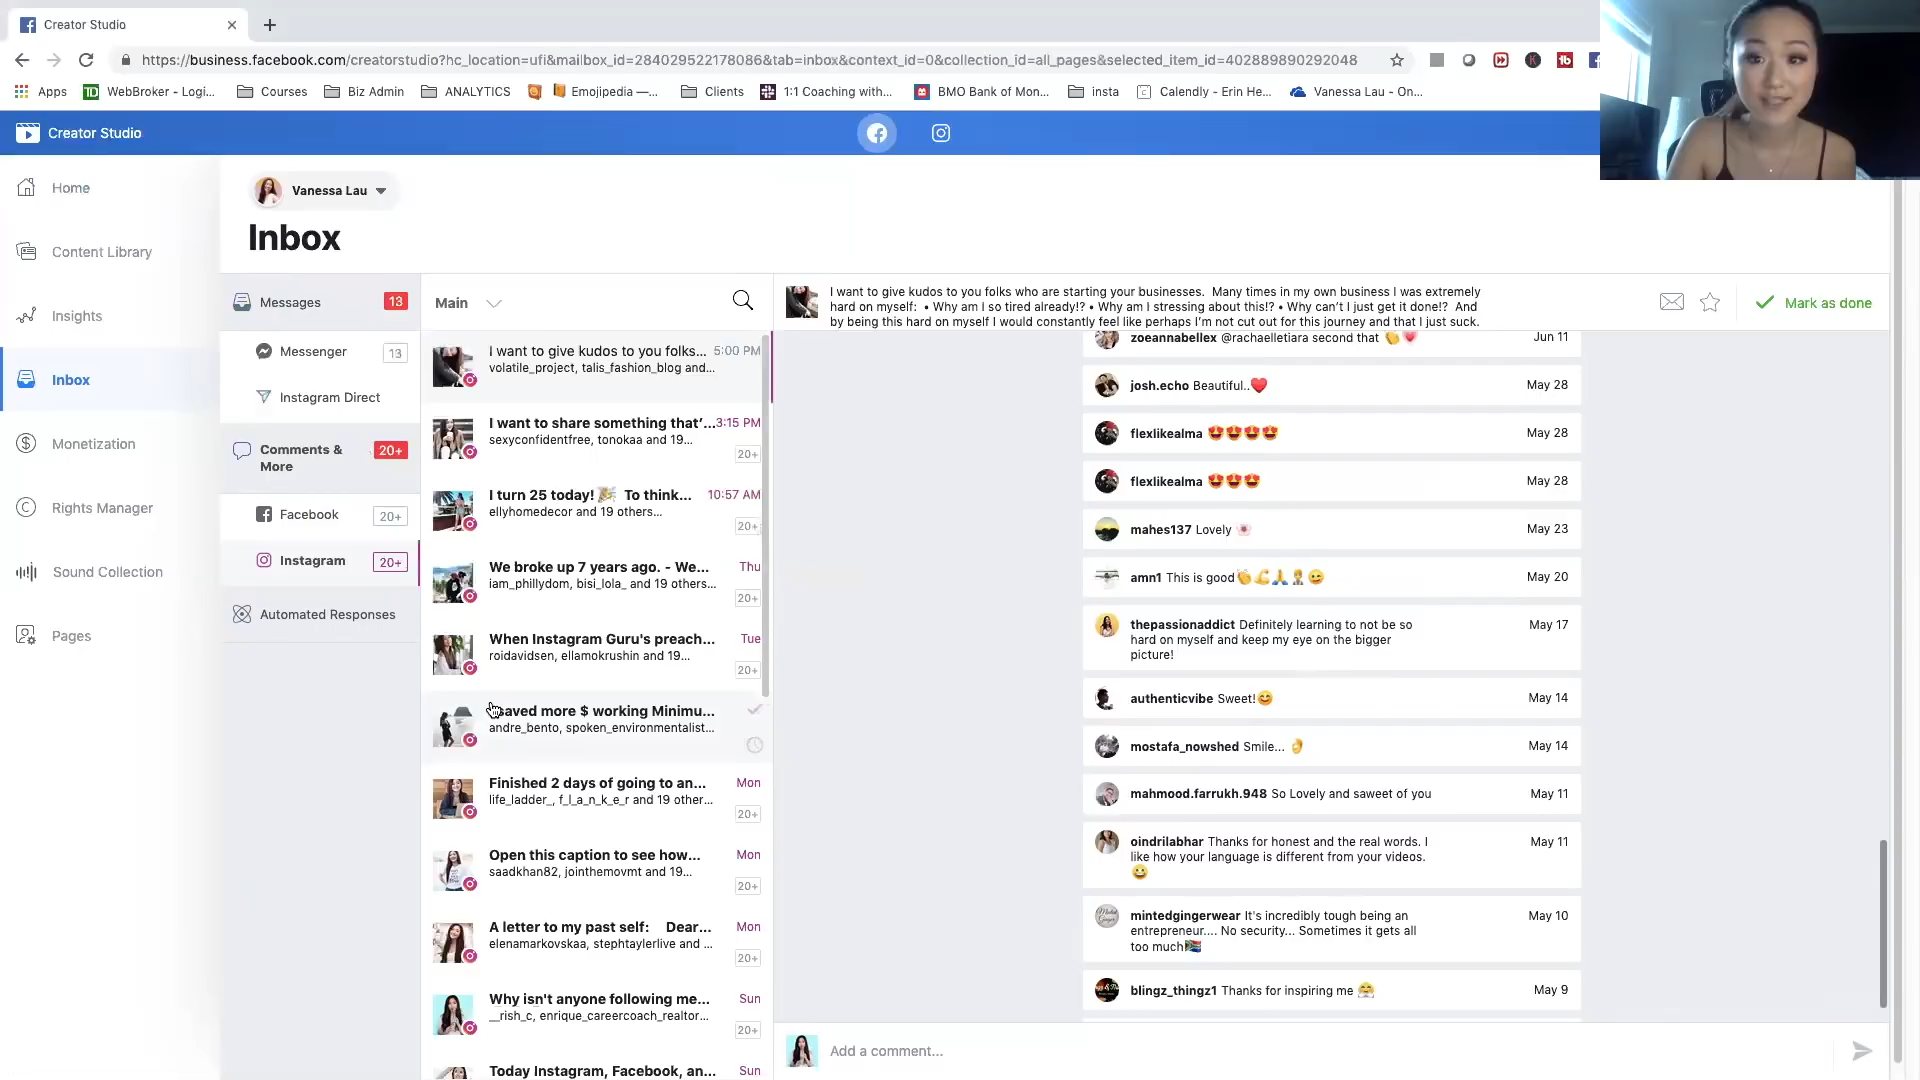 Creator Studio
https://business.facebook.com/creatorstudio?hc_location=ufi&mailbox_id=284029522178086&tab=inbox&context_id=0&collection_id=all_pages&selected_item_id=402889890292048
Apps
WebBroker - Logi...
Courses
Biz Admin
ANALYTICS
Emojipedia —...
Clients
1:1 Coaching with...
BMO Bank of Mon...
insta
Calendly - Erin He...
Vanessa Lau - On...
Creator Studio
Home
Content Library
Insights
Inbox
Monetization
Rights Manager
Sound Collection
Pages
Vanessa Lau
Inbox
Messages 13
Messenger 13
Instagram Direct
Comments & More 20+
Facebook 20+
Instagram 20+
Automated Responses
Main
I want to give kudos to you folks... 5:00 PM
volatile_project, talis_fashion_blog and...
I want to share something that'... 3:15 PM
sexyconfidentfree, tonokaa and 19...
20+
I turn 25 today! 🎉 To think... 10:57 AM
ellyhomedecor and 19 others...
20+
We broke up 7 years ago. - We... Thu
iam_phillydom, bisi_lola_ and 19 others...
20+
When Instagram Guru's preach... Tue
roidavidsen, ellamokrushin and 19...
20+
saved more $ working Minimu...
andre_bento, spoken_environmentalist...
Finished 2 days of going to an... Mon
life_ladder_, f_l_a_n_k_e_r and 19 other...
20+
Open this caption to see how... Mon
saadkhan82, jointhemovmt and 19...
20+
A letter to my past self: Dear... Mon
elenamarkovskaa, stephtaylerlive and ...
20+
Why isn't anyone following me... Sun
__rish_c, enrique_careercoach_realtor...
20+
Today Instagram, Facebook, an... Sun
I want to give kudos to you folks who are starting your businesses. Many times in my own business I was extremely
hard on myself: • Why am I so tired already!? • Why am I stressing about this!? • Why can't I just get it done!? And
by being this hard on myself I would constantly feel like perhaps I'm not cut out for this journey and that I just suck.
Mark as done
zoeannabellex @rachaelletiara second that 👏💗 Jun 11
josh.echo Beautiful..❤️ May 28
flexlikealma 😍😍😍😍 May 28
flexlikealma 😍😍😍 May 28
mahes137 Lovely 💮 May 23
amn1 This is good👏💪🙏🤵😉 May 20
thepassionaddict Definitely learning to not be so May 17
hard on myself and keep my eye on the bigger
picture!
authenticvibe Sweet!😊 May 14
mostafa_nowshed Smile... 👌 May 14
mahmood.farrukh.948 So Lovely and saweet of you May 11
oindrilabhar Thanks for honest and the real words. I May 11
like how your language is different from your videos.
😀
mintedgingerwear It's incredibly tough being an May 10
entrepreneur.... No security... Sometimes it gets all
too much🇿🇦
blingz_thingz1 Thanks for inspiring me 😤 May 9
Add a comment...